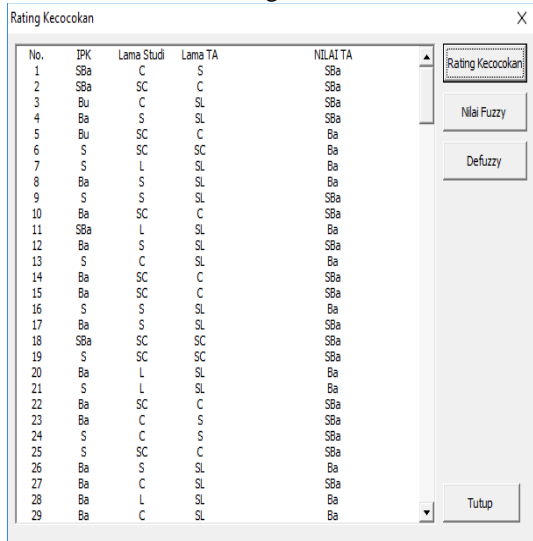 Rating Kecocokan X
No. IPK Lama Studi Lama TA NILAI TA
1 SBa C S SBa
2 SBa SC C SBa
3 Bu C SL SBa
4 Ba S SL SBa
5 Bu SC C Ba
6 S SC SC Ba
7 S L SL Ba
8 Ba S SL Ba
9 S S SL SBa
10 Ba SC C SBa
11 SBa L SL Ba
12 Ba S SL SBa
13 S C SL Ba
14 Ba SC C SBa
15 Ba SC C SBa
16 S S SL Ba
17 Ba S SL SBa
18 SBa SC SC SBa
19 S SC SC SBa
20 Ba L SL Ba
21 S L SL Ba
22 Ba SC C SBa
23 Ba C S SBa
24 S C S SBa
25 S SC C SBa
26 Ba S SL Ba
27 Ba C SL SBa
28 Ba L SL Ba
29 Ba C SL Ba
Rating Kecocokan
Nilai Fuzzy
Defuzzy
Tutup